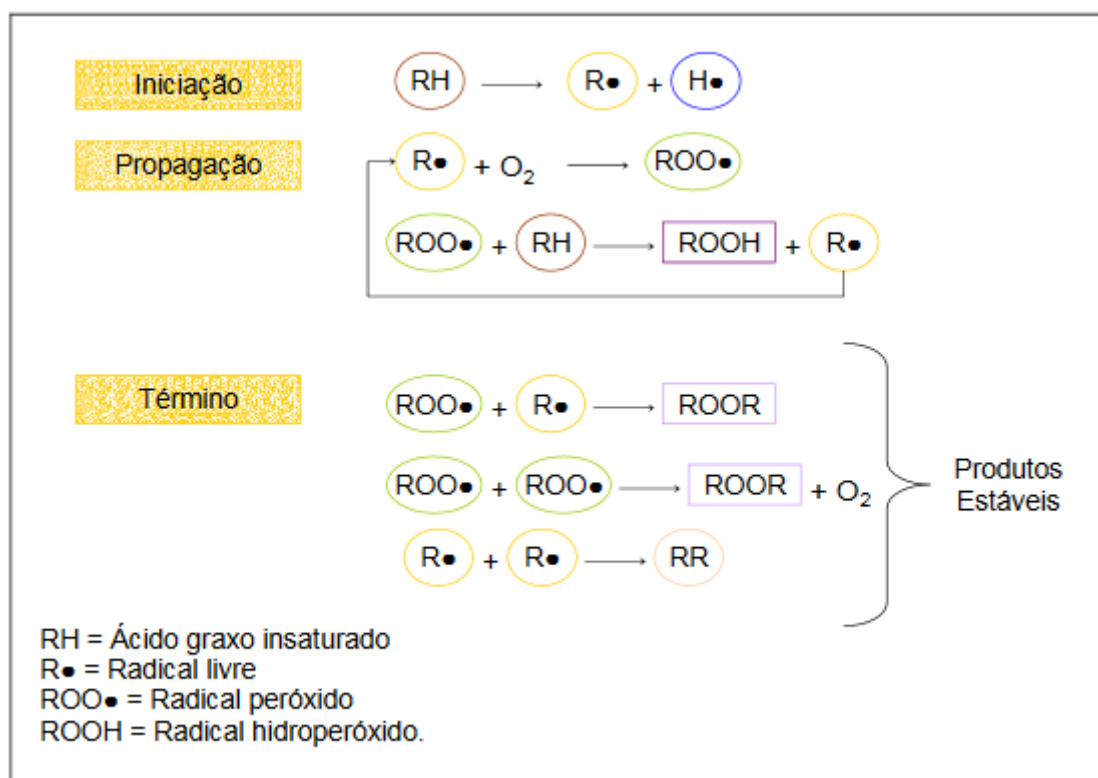 Iniciação RH → R● + H●
Propagação R● + O₂ → ROO●
ROO● + RH → ROOH + R●
Término ROO● + R● → ROOR
ROO● + ROO● → ROOR + O₂
R● + R● → RR
Produtos
Estáveis
RH = Ácido graxo insaturado
R● = Radical livre
ROO● = Radical peróxido
ROOH = Radical hidroperóxido.